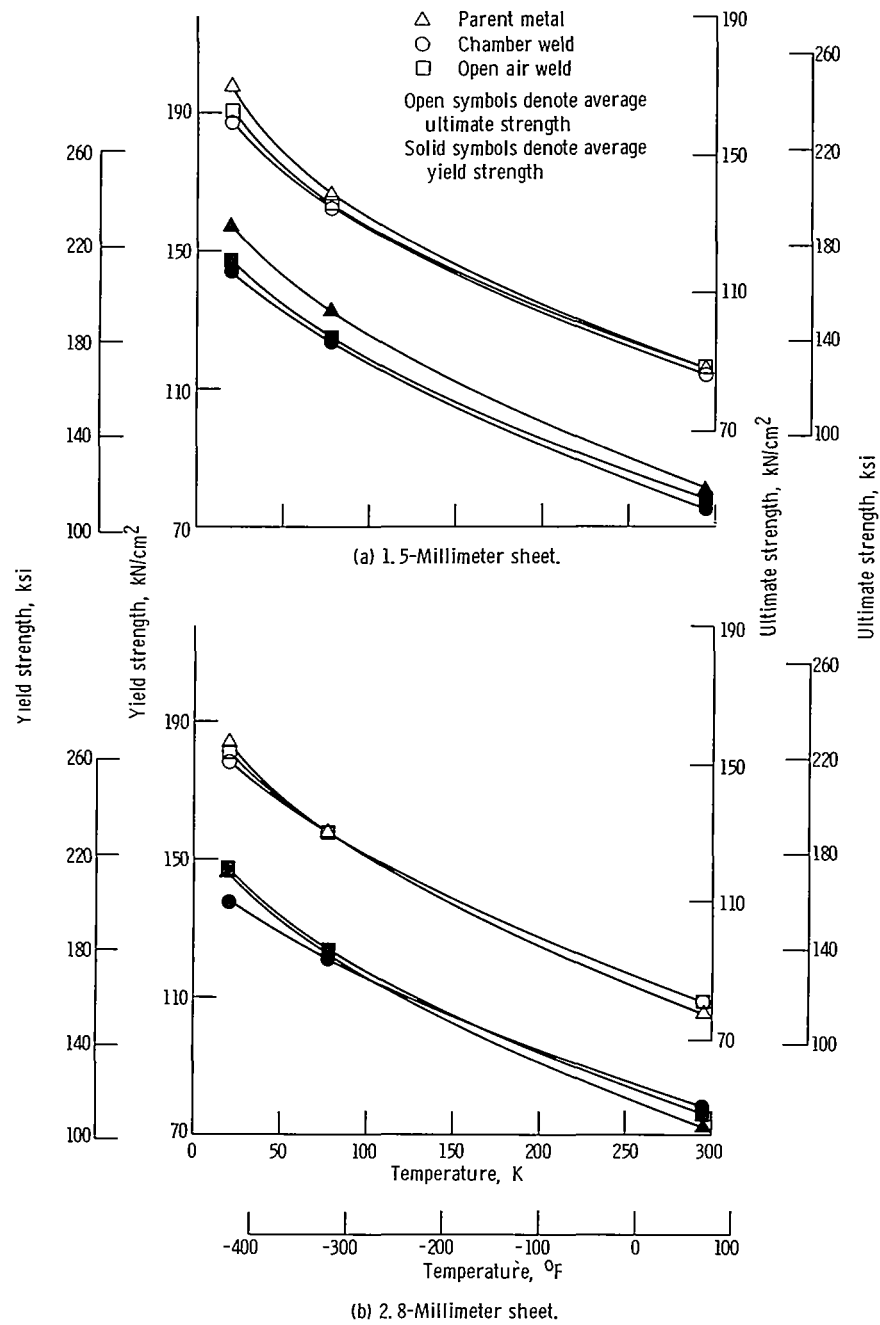 Parent metal
Chamber weld
Open air weld
Open symbols denote average
ultimate strength
Solid symbols denote average
yield strength
260
220
180
140
100
Yield strength, ksi
190
150
110
70
Yield strength, kN/cm2
190
150
110
70
Ultimate strength, kN/cm2
260
220
180
140
100
Ultimate strength, ksi
(a) 1.5-Millimeter sheet.
260
220
180
140
100
190
150
110
70
190
150
110
70
260
220
180
140
100
0 50 100 150 200 250 300
Temperature, K
-400 -300 -200 -100 0 100
Temperature, °F
(b) 2.8-Millimeter sheet.